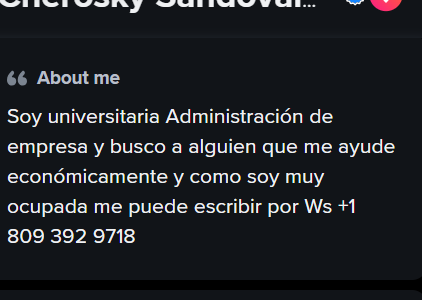 Cherosky Sandoval...
About me
Soy universitaria Administración de
empresa y busco a alguien que me ayude
económicamente y como soy muy
ocupada me puede escribir por Ws +1
809 392 9718